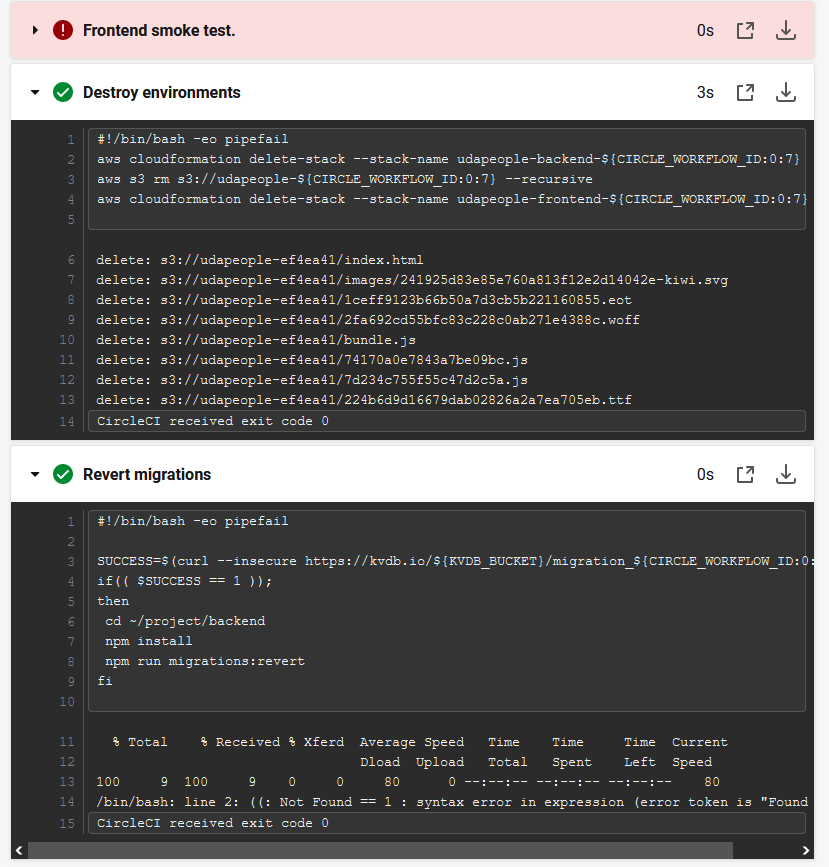 Frontend smoke test. 0s
Destroy environments 3s
1 #!/bin/bash -eo pipefail
2 aws cloudformation delete-stack --stack-name udapeople-backend-${CIRCLE_WORKFLOW_ID:0:7}
3 aws s3 rm s3://udapeople-${CIRCLE_WORKFLOW_ID:0:7} --recursive
4 aws cloudformation delete-stack --stack-name udapeople-frontend-${CIRCLE_WORKFLOW_ID:0:7}
5
6 delete: s3://udapeople-ef4ea41/index.html
7 delete: s3://udapeople-ef4ea41/images/241925d83e85e760a813f12e2d14042e-kiwi.svg
8 delete: s3://udapeople-ef4ea41/1ceff9123b66b50a7d3cb5b221160855.eot
9 delete: s3://udapeople-ef4ea41/2fa692cd55bfc83c228c0ab271e4388c.woff
10 delete: s3://udapeople-ef4ea41/bundle.js
11 delete: s3://udapeople-ef4ea41/74170a0e7843a7be09bc.js
12 delete: s3://udapeople-ef4ea41/7d234c755f55c47d2c5a.js
13 delete: s3://udapeople-ef4ea41/224b6d9d16679dab02826a2a7ea705eb.ttf
14 CircleCI received exit code 0
Revert migrations 0s
1 #!/bin/bash -eo pipefail
2
3 SUCCESS=$(curl --insecure https://kvdb.io/${KVDB_BUCKET}/migration_${CIRCLE_WORKFLOW_ID:0:
4 if(( $SUCCESS == 1 ));
5 then
6 cd ~/project/backend
7 npm install
8 npm run migrations:revert
9 fi
10
11 % Total % Received % Xferd Average Speed Time Time Time Current
12 Dload Upload Total Spent Left Speed
13 100 9 100 9 0 0 80 0 --:--:-- --:--:-- --:--:-- 80
14 /bin/bash: line 2: ((: Not Found == 1 : syntax error in expression (error token is "Found
15 CircleCI received exit code 0